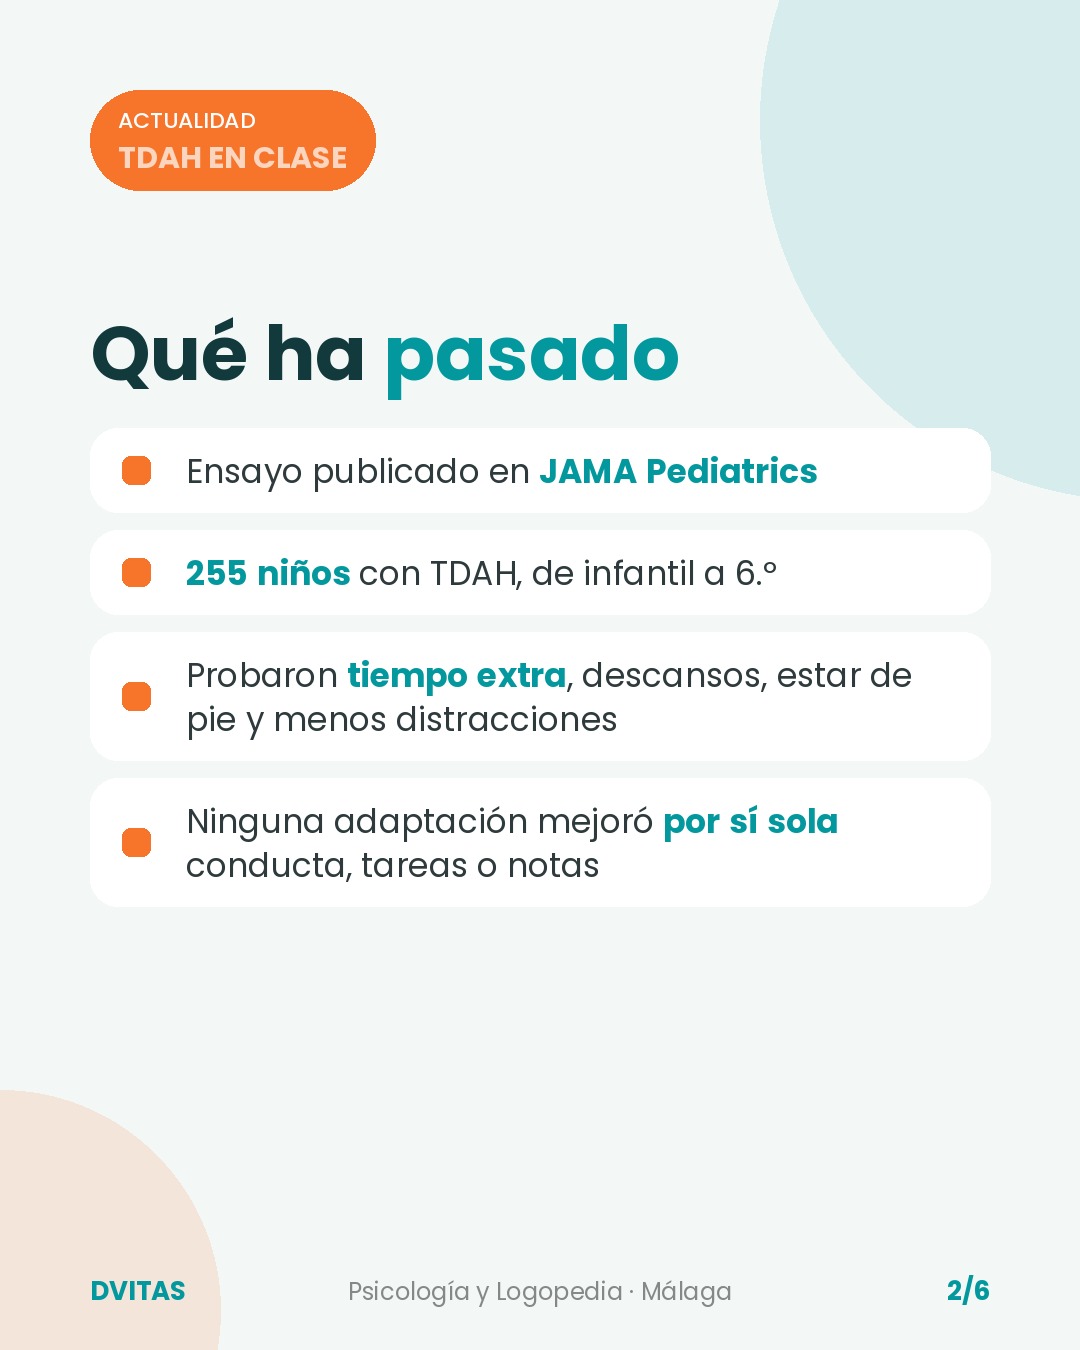 ACTUALIDAD
TDAH EN CLASE
Qué ha pasado
Ensayo publicado en JAMA Pediatrics
255 niños con TDAH, de infantil a 6.º
Probaron tiempo extra, descansos, estar de
pie y menos distracciones
Ninguna adaptación mejoró por sí sola
conducta, tareas o notas
DVITAS
Psicología y Logopedia · Málaga
2/6